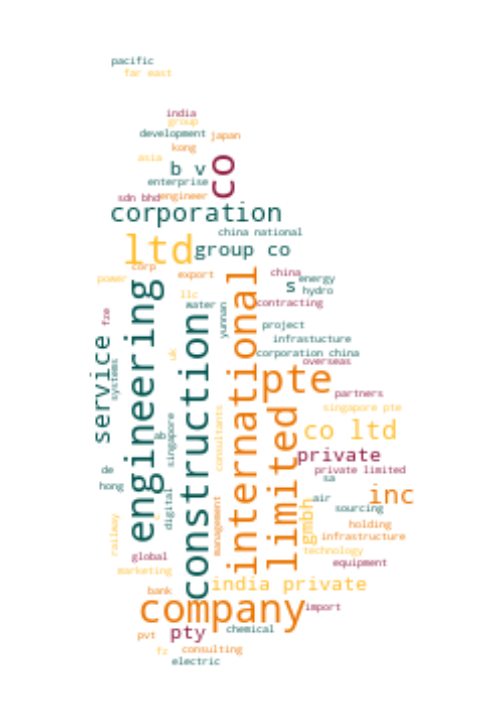 pacific
far east
india
group
development japan
kong
asia
co
b v
enterprise
sdn bhd engineer
corporation
china national
ltd group co
corp
power export
china
energy
s
hydro
llc
engineering
international
water
contracting
fze
yunnan
construction
project
infrastucture
service
uk
corporation china
overseas
systems
pte
partners
singapore pte
limited
consultants
singapore
co ltd
ab
private
de
private limited
sa
hong
inc
digital
air
gmbh
sourcing
railway
management
holding
infrastructure
technology
global
equipment
marketing
india private
bank
company
import
pvt pty chemical
fz consulting
electric